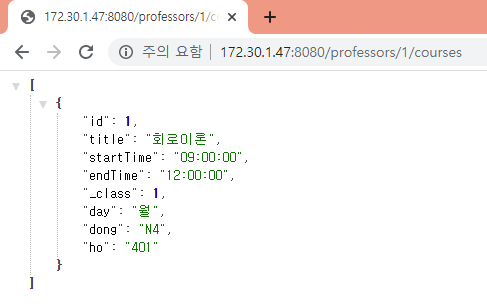 172.30.1.47:8080/professors/1/co
주의 요함 | 172.30.1.47:8080/professors/1/courses
[
{
"id": 1,
"title": "회로이론",
"startTime": "09:00:00",
"endTime": "12:00:00",
"_class": 1,
"day": "월",
"dong": "N4",
"ho": "401"
}
]